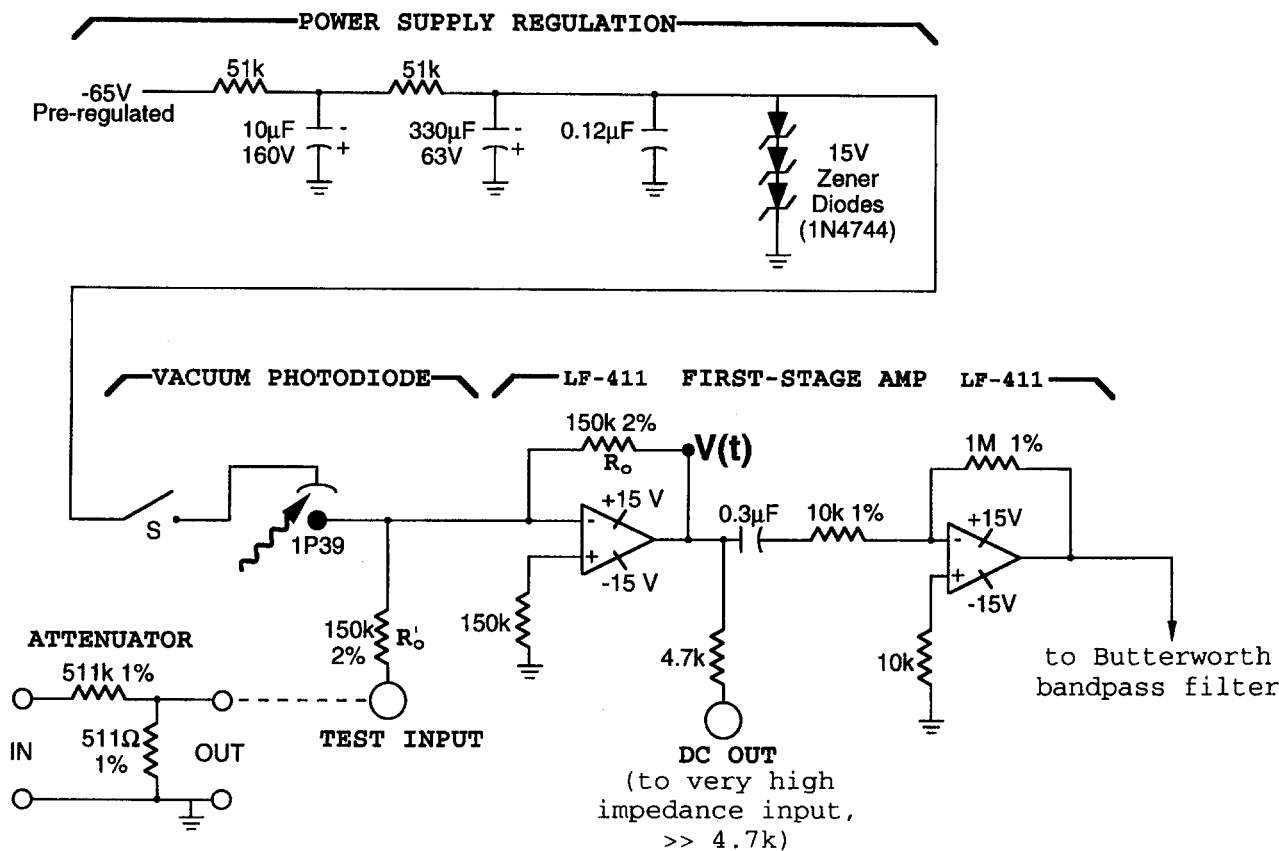 POWER SUPPLY REGULATION
51k
51k
-65V
Pre-regulated
10µF
160V
-
+
330µF
63V
-
+
0.12µF
15V
Zener
Diodes
(1N4744)
VACUUM PHOTODIODE
LF-411 FIRST-STAGE AMP LF-411
150k 2%
Ro
V(t)
1M 1%
S
1P39
+15 V
-
+
-15 V
0.3µF
10k 1%
+15V
-
+
-15V
150k
2%
Ro'
150k
4.7k
10k
to Butterworth
bandpass filter
ATTENUATOR
511k 1%
511Ω
1%
IN
OUT
TEST INPUT
DC OUT
(to very high
impedance input,
>> 4.7k)